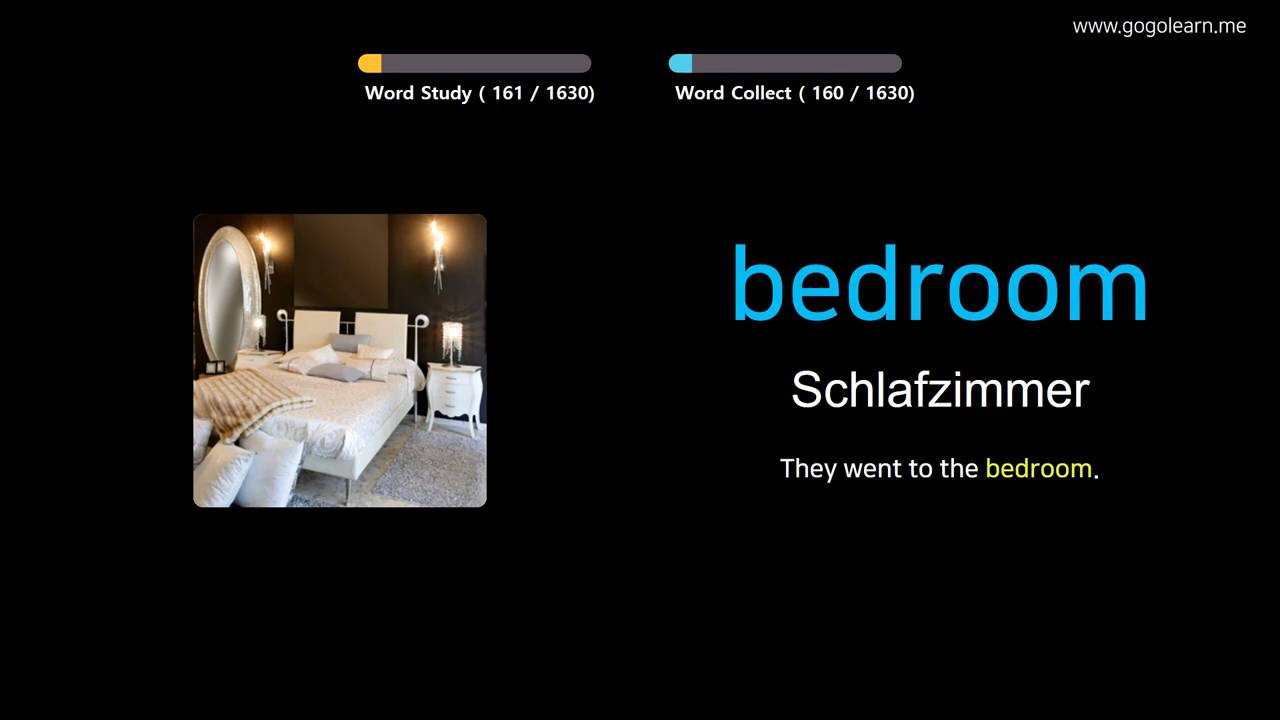 www.gogolearn.me
Word Study ( 161 / 1630)
Word Collect ( 160 / 1630)
bedroom
Schlafzimmer
They went to the bedroom.